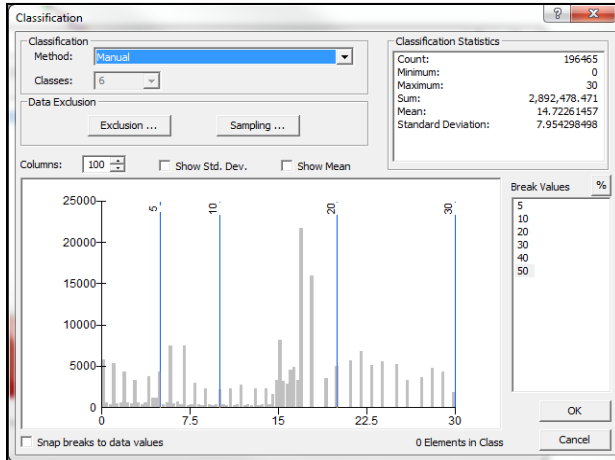 Classification
Classification
Method: Manual
Classes: 6
Data Exclusion
Exclusion ...
Sampling ...
Classification Statistics
Count: 196465
Minimum: 0
Maximum: 30
Sum: 2,892,478.471
Mean: 14.72261457
Standard Deviation: 7.954298498
Columns: 100
Show Std. Dev.
Show Mean
Break Values
%
5
10
20
30
40
50
25000
20000
15000
10000
5000
0
5
10
20
30
0
7.5
15
22.5
30
OK
Cancel
Snap breaks to data values
0 Elements in Class